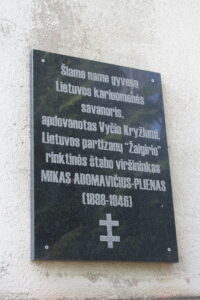 Šiame name gyveno
Lietuvos kariuomenės
savanoris,
apdovanotas Vyčio Kryžiumi,
Lietuvos partizanų "Žalgirio"
rinktinės štabo viršininkas
MIKAS ADOMAVIČIUS-PLIENAS
(1898-1946)